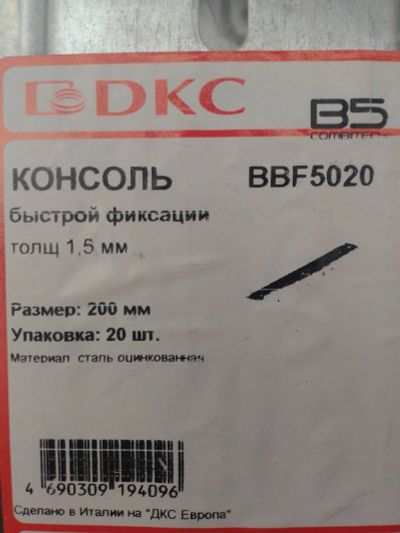 DKC
B5
COMBITECH
КОНСОЛЬ
BBF5020
быстрой фиксации
толщ 1,5 мм
Размер: 200 мм
Упаковка: 20 шт.
Материал сталь оцинкованная
4 690309 194096
Сделано в Италии на "ДКС Европа"